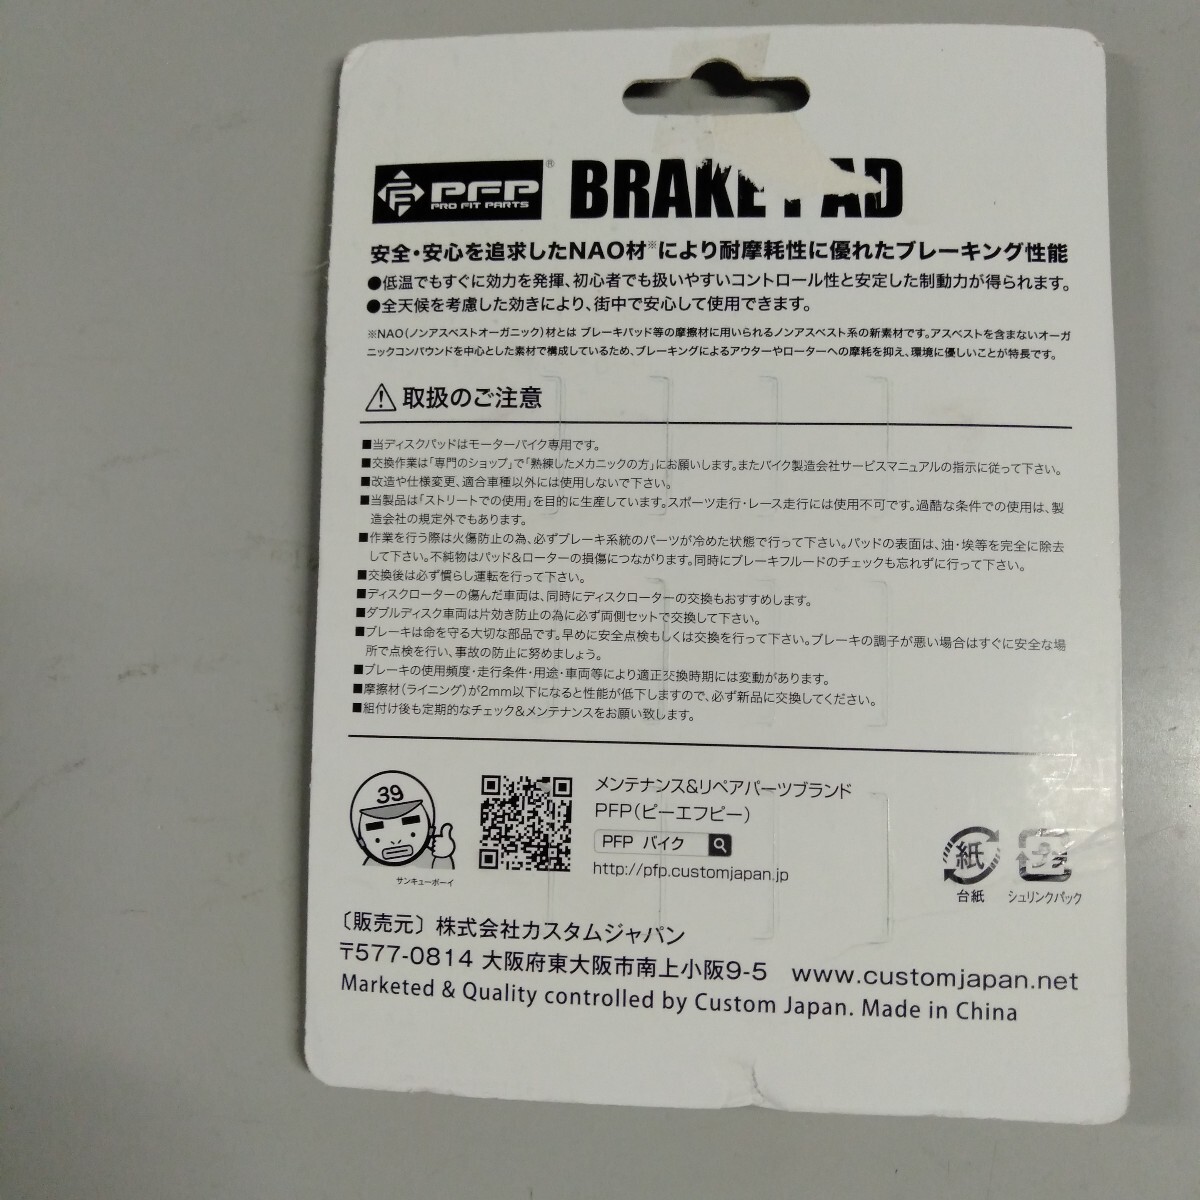 PFP
PRO FIT PARTS
®
BRAKE PAD
安全・安心を追求したNAO材※により耐摩耗性に優れたブレーキング性能
●低温でもすぐに効力を発揮、初心者でも扱いやすいコントロール性と安定した制動力が得られます。
●全天候を考慮した効きにより、街中で安心して使用できます。
※NAO(ノンアスベストオーガニック)材とは ブレーキパッド等の摩擦材に用いられるノンアスベスト系の新素材です。アスベストを含まないオーガ
ニックコンパウンドを中心とした素材で構成しているため、ブレーキングによるアウターやローターへの摩耗を抑え、環境に優しいことが特長です。
取扱のご注意
■当ディスクパッドはモーターバイク専用です。
■交換作業は「専門のショップ」で「熟練したメカニックの方」にお願いします。またバイク製造会社サービスマニュアルの指示に従って下さい。
■改造や仕様変更、適合車種以外には使用しないで下さい。
■当製品は「ストリートでの使用」を目的に生産しています。スポーツ走行・レース走行には使用不可です。過酷な条件での使用は、製
造会社の規定外でもあります。
■作業を行う際は火傷防止の為、必ずブレーキ系統のパーツが冷めた状態で行って下さい。パッドの表面は、油・埃等を完全に除去
して下さい。不純物はパッド&ローターの損傷につながります。同時にブレーキフルードのチェックも忘れずに行って下さい。
■交換後は必ず慣らし運転を行って下さい。
■ディスクローターの傷んだ車両は、同時にディスクローターの交換もおすすめします。
■ダブルディスク車両は片効き防止の為に必ず両側セットで交換して下さい。
■ブレーキは命を守る大切な部品です。早めに安全点検もしくは交換を行って下さい。ブレーキの調子が悪い場合はすぐに安全な場
所で点検を行い、事故の防止に努めましょう。
■ブレーキの使用頻度・走行条件・用途・車両等により適正交換時期には変動があります。
■摩擦材(ライニング)が2mm以下になると性能が低下しますので、必ず新品に交換してください。
■組付け後も定期的なチェック&メンテナンスをお願い致します。
39
サンキューボーイ
メンテナンス&リペアパーツブランド
PFP(ピーエフピー)
PFP バイク
http://pfp.customjapan.jp
紙
台紙
プラ
シュリンクパック
〔販売元〕 株式会社カスタムジャパン
〒577-0814 大阪府東大阪市南上小阪9-5 www.customjapan.net
Marketed & Quality controlled by Custom Japan. Made in China